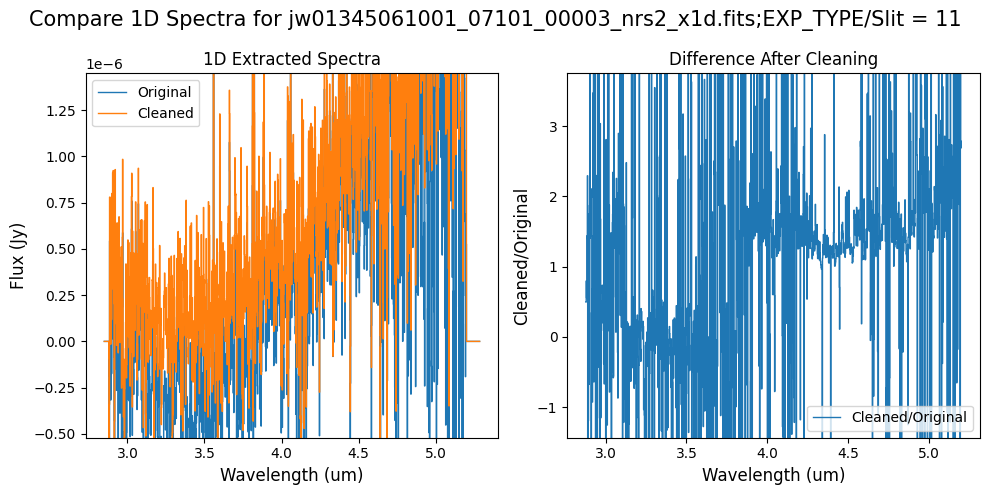 Compare 1D Spectra for jw01345061001_07101_00003_nrs2_x1d.fits;EXP_TYPE/Slit = 11
1D Extracted Spectra
1e−6
Original
Cleaned
1.25
1.00
0.75
0.50
0.25
0.00
−0.25
−0.50
Flux (Jy)
3.0 3.5 4.0 4.5 5.0
Wavelength (um)
Difference After Cleaning
3
2
1
0
−1
Cleaned/Original
Cleaned/Original
3.0 3.5 4.0 4.5 5.0
Wavelength (um)